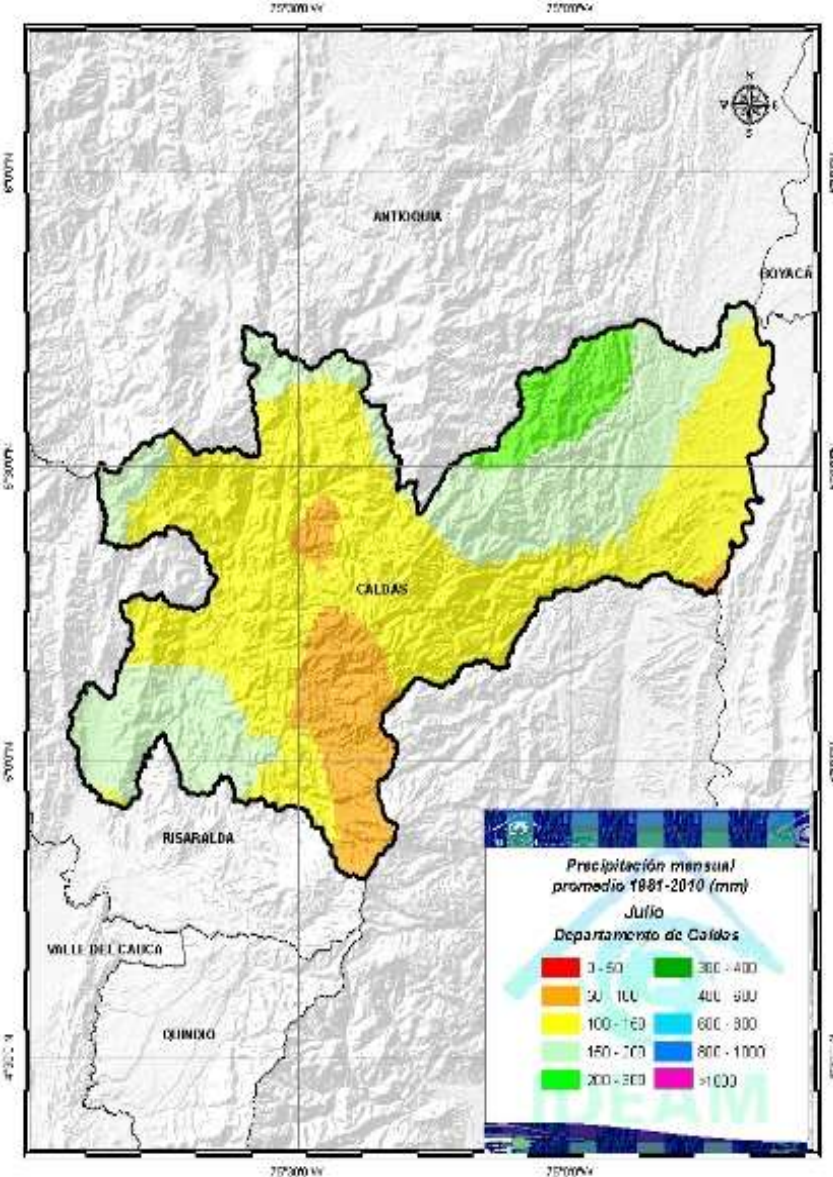 N
E
S
ANTIOQUIA
BOYACÁ
CALDAS
RISARALDA
VALLE DEL CAUCA
QUINDIO
Precipitación mensual
promedio 1981-2010 (mm)
Julio
Departamento de Caldas
0 - 50
50 - 100
100 - 150
150 - 200
200 - 300
300 - 400
400 - 600
600 - 800
800 - 1000
>1000
IDEAM